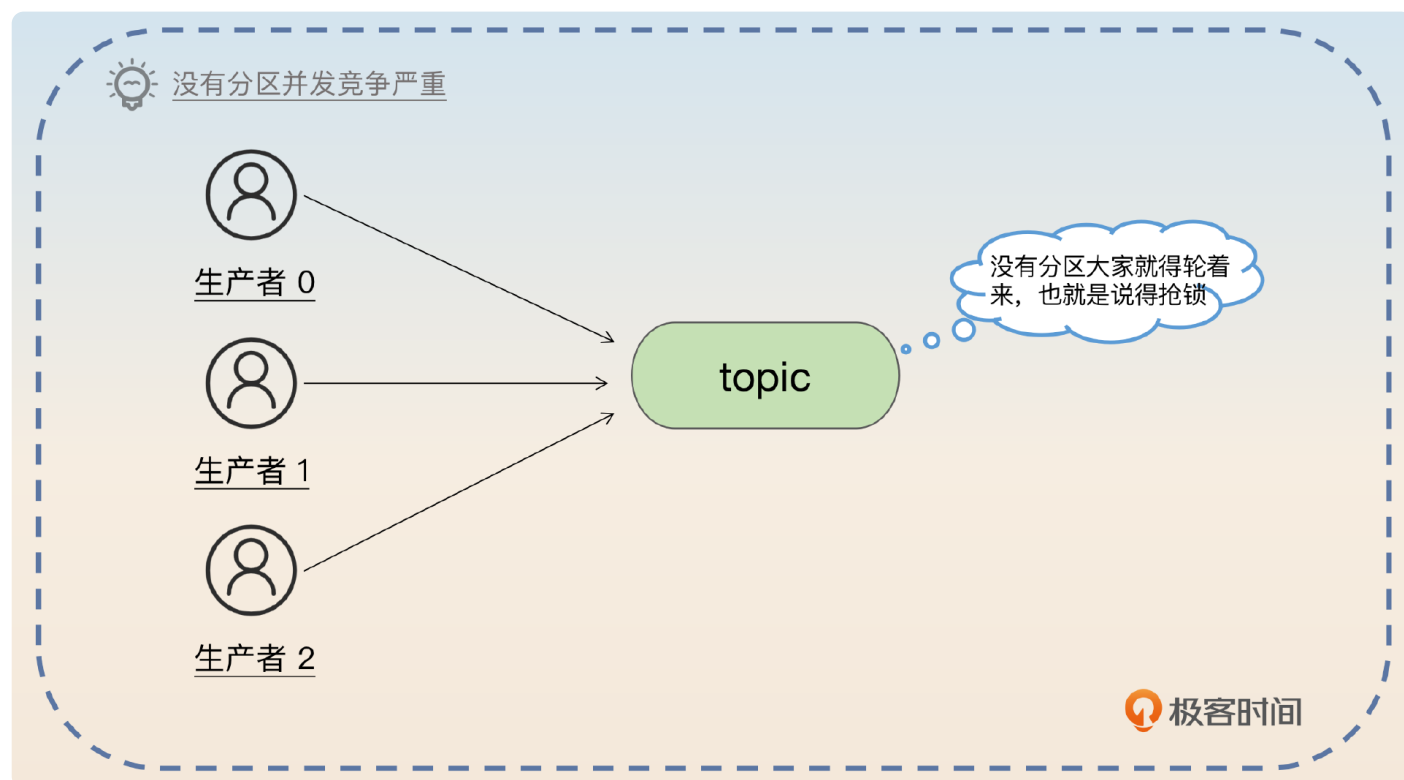 没有分区并发竞争严重
生产者 0
没有分区大家就得轮着
来，也就是说得抢锁
topic
生产者 1
生产者 2
极客时间